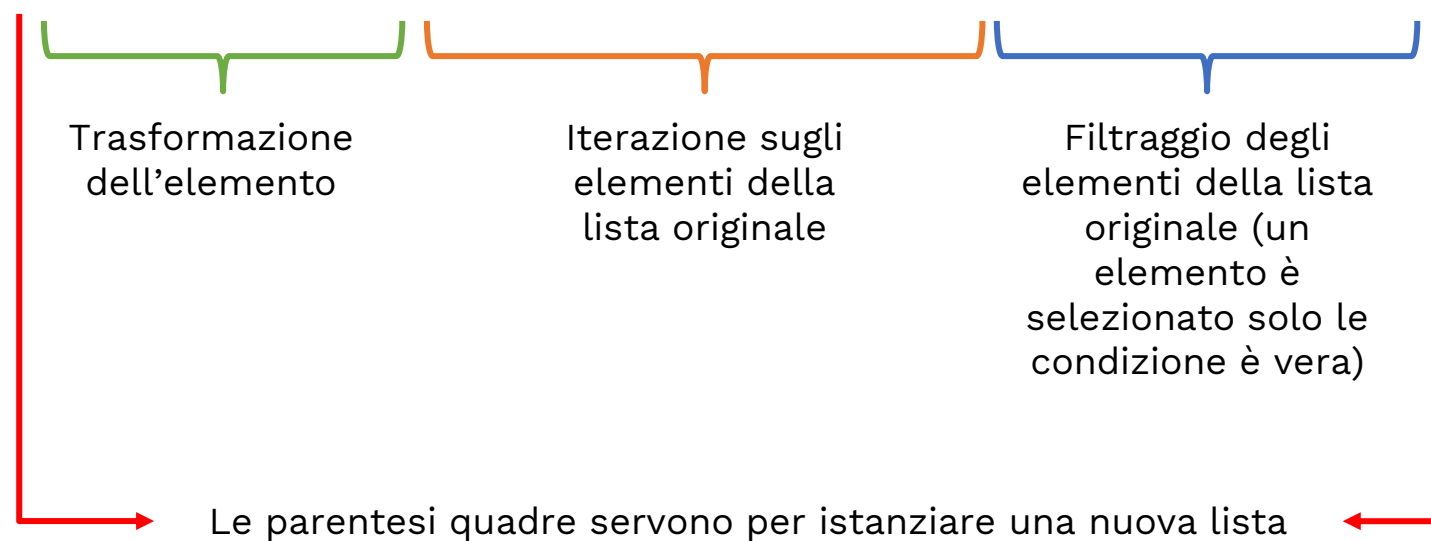 Trasformazione
dell’elemento
Iterazione sugli
elementi della
lista originale
Filtraggio degli
elementi della lista
originale (un
elemento è
selezionato solo le
condizione è vera)
Le parentesi quadre servono per istanziare una nuova lista